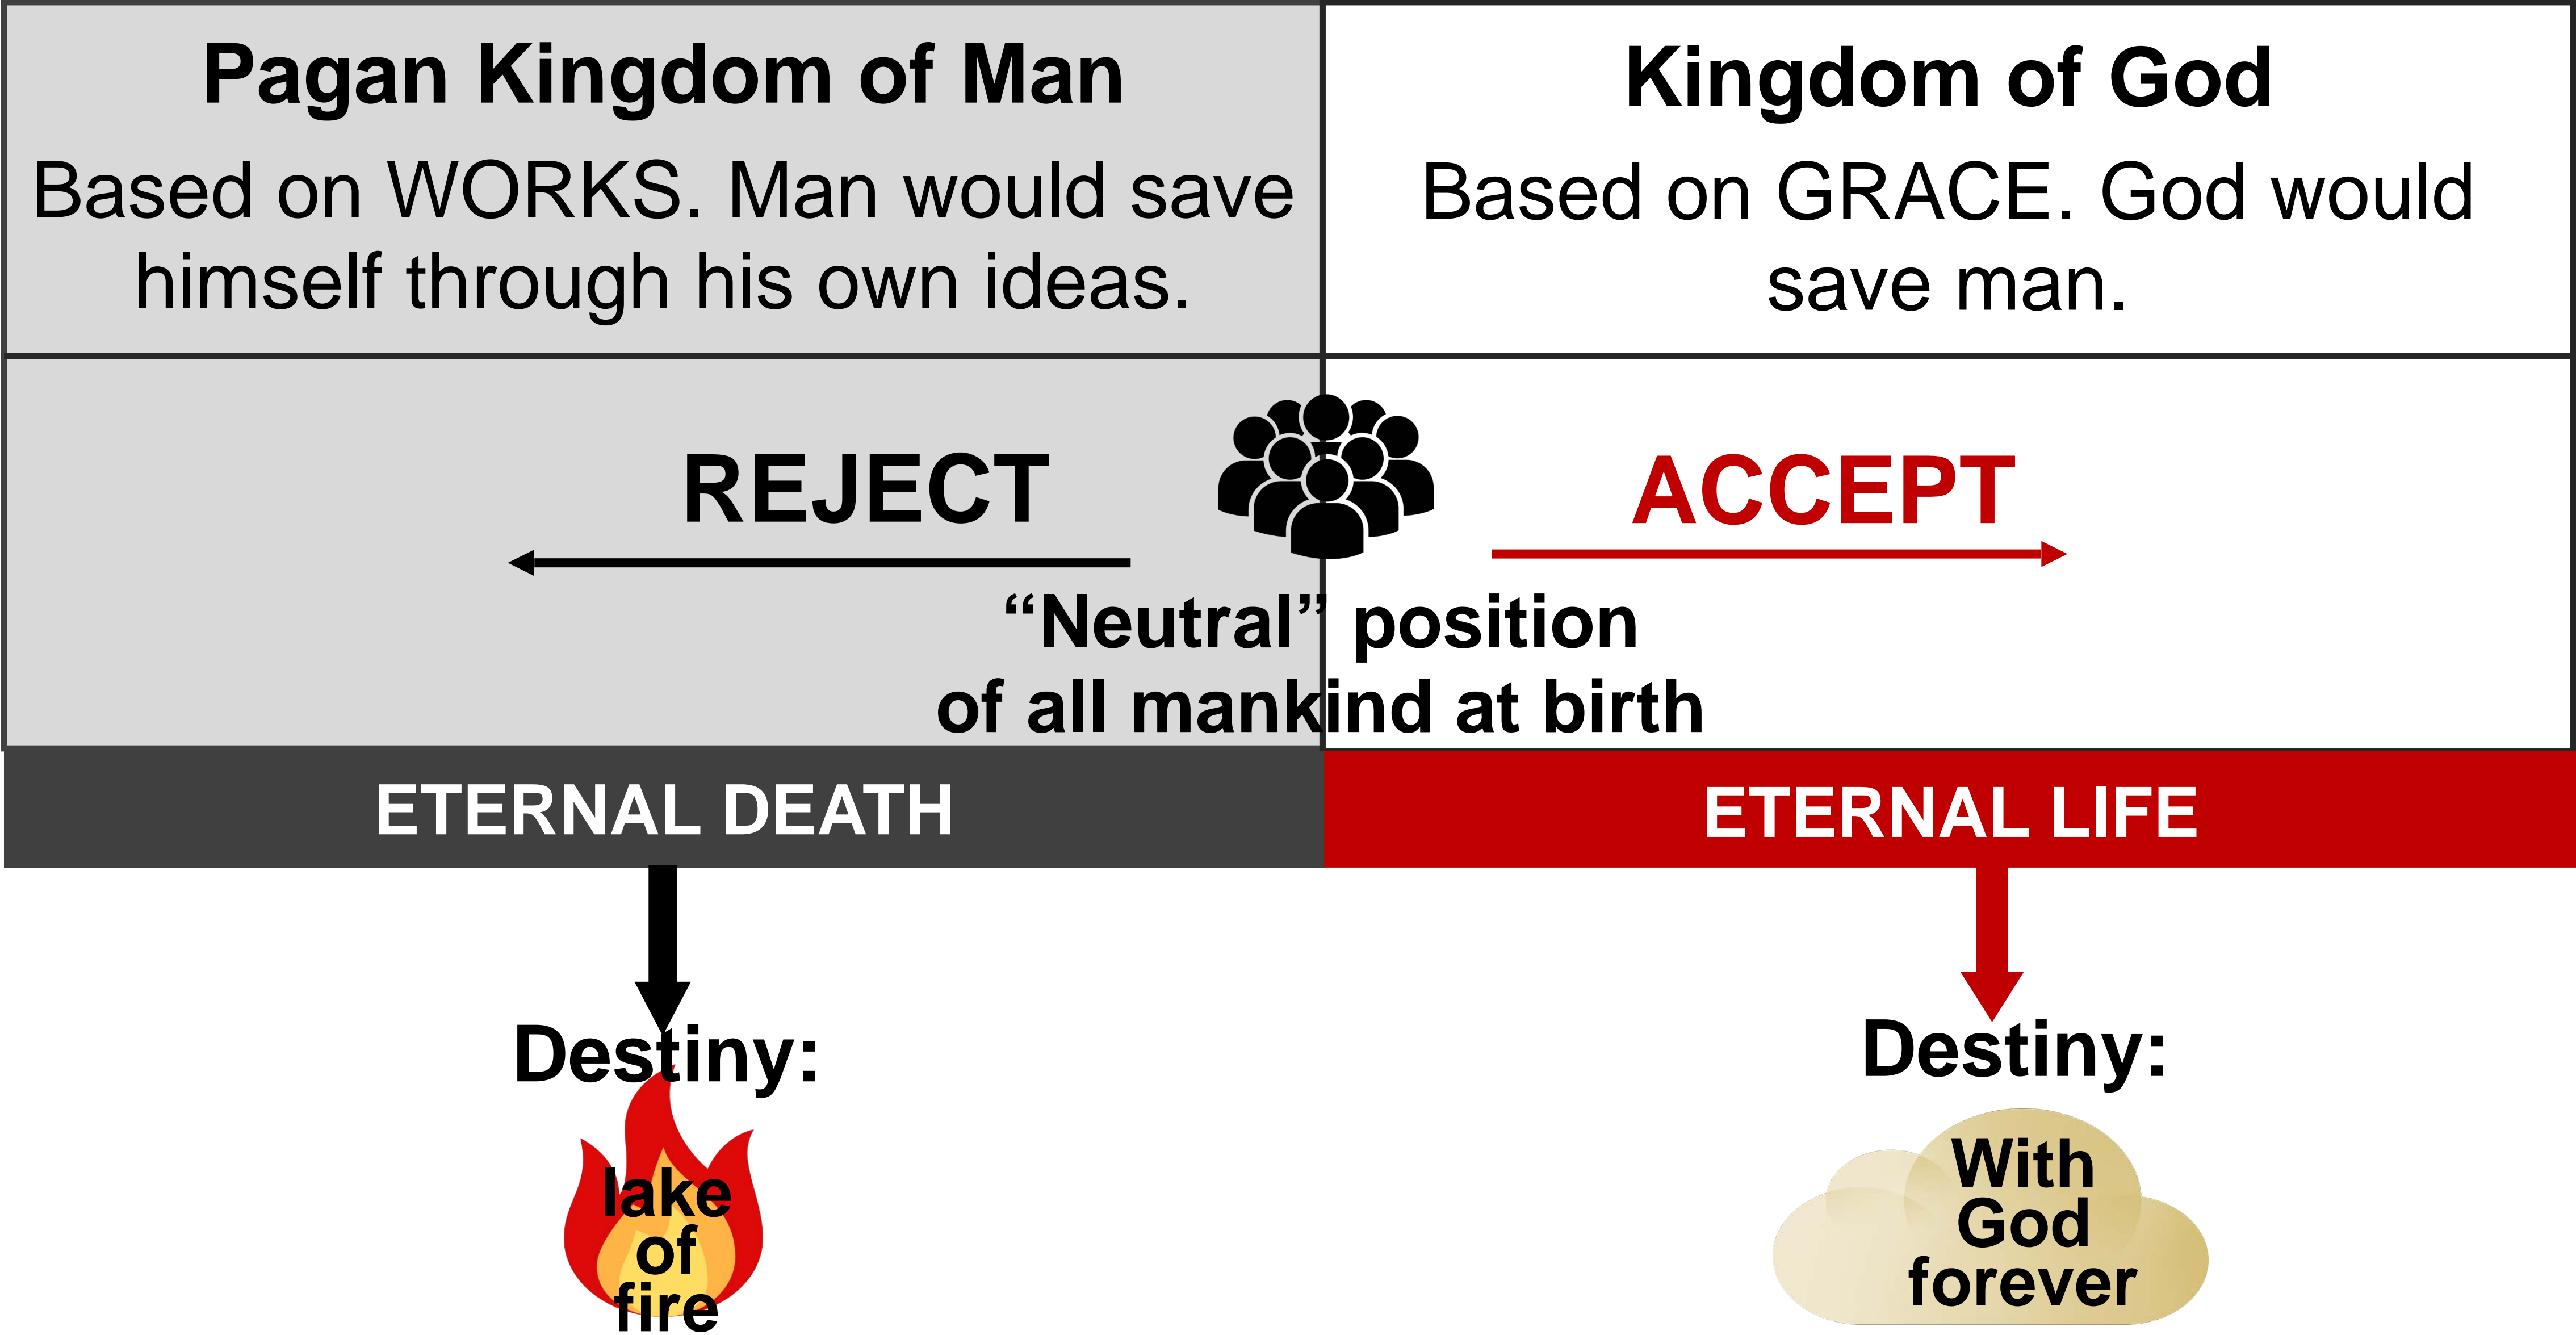 Pagan Kingdom of Man
Based on WORKS. Man would save
himself through his own ideas.
Kingdom of God
Based on GRACE. God would
save man.
REJECT
ACCEPT
“Neutral” position
of all mankind at birth
ETERNAL DEATH
ETERNAL LIFE
Destiny:
lake
of
fire
Destiny:
With
God
forever